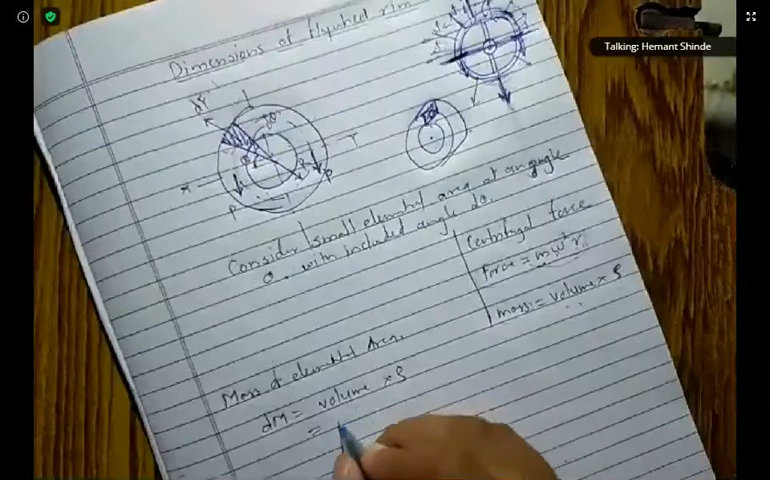 Talking: Hemant Shinde
Dimensions of flywheel rim
dθ
P
P
Consider small elemental area at an angle
θ. with included angle dθ.
Centrifugal force
Force = mω²r
mass = volume × ρ
Mass of elemental Area.
dM = volume × ρ
=